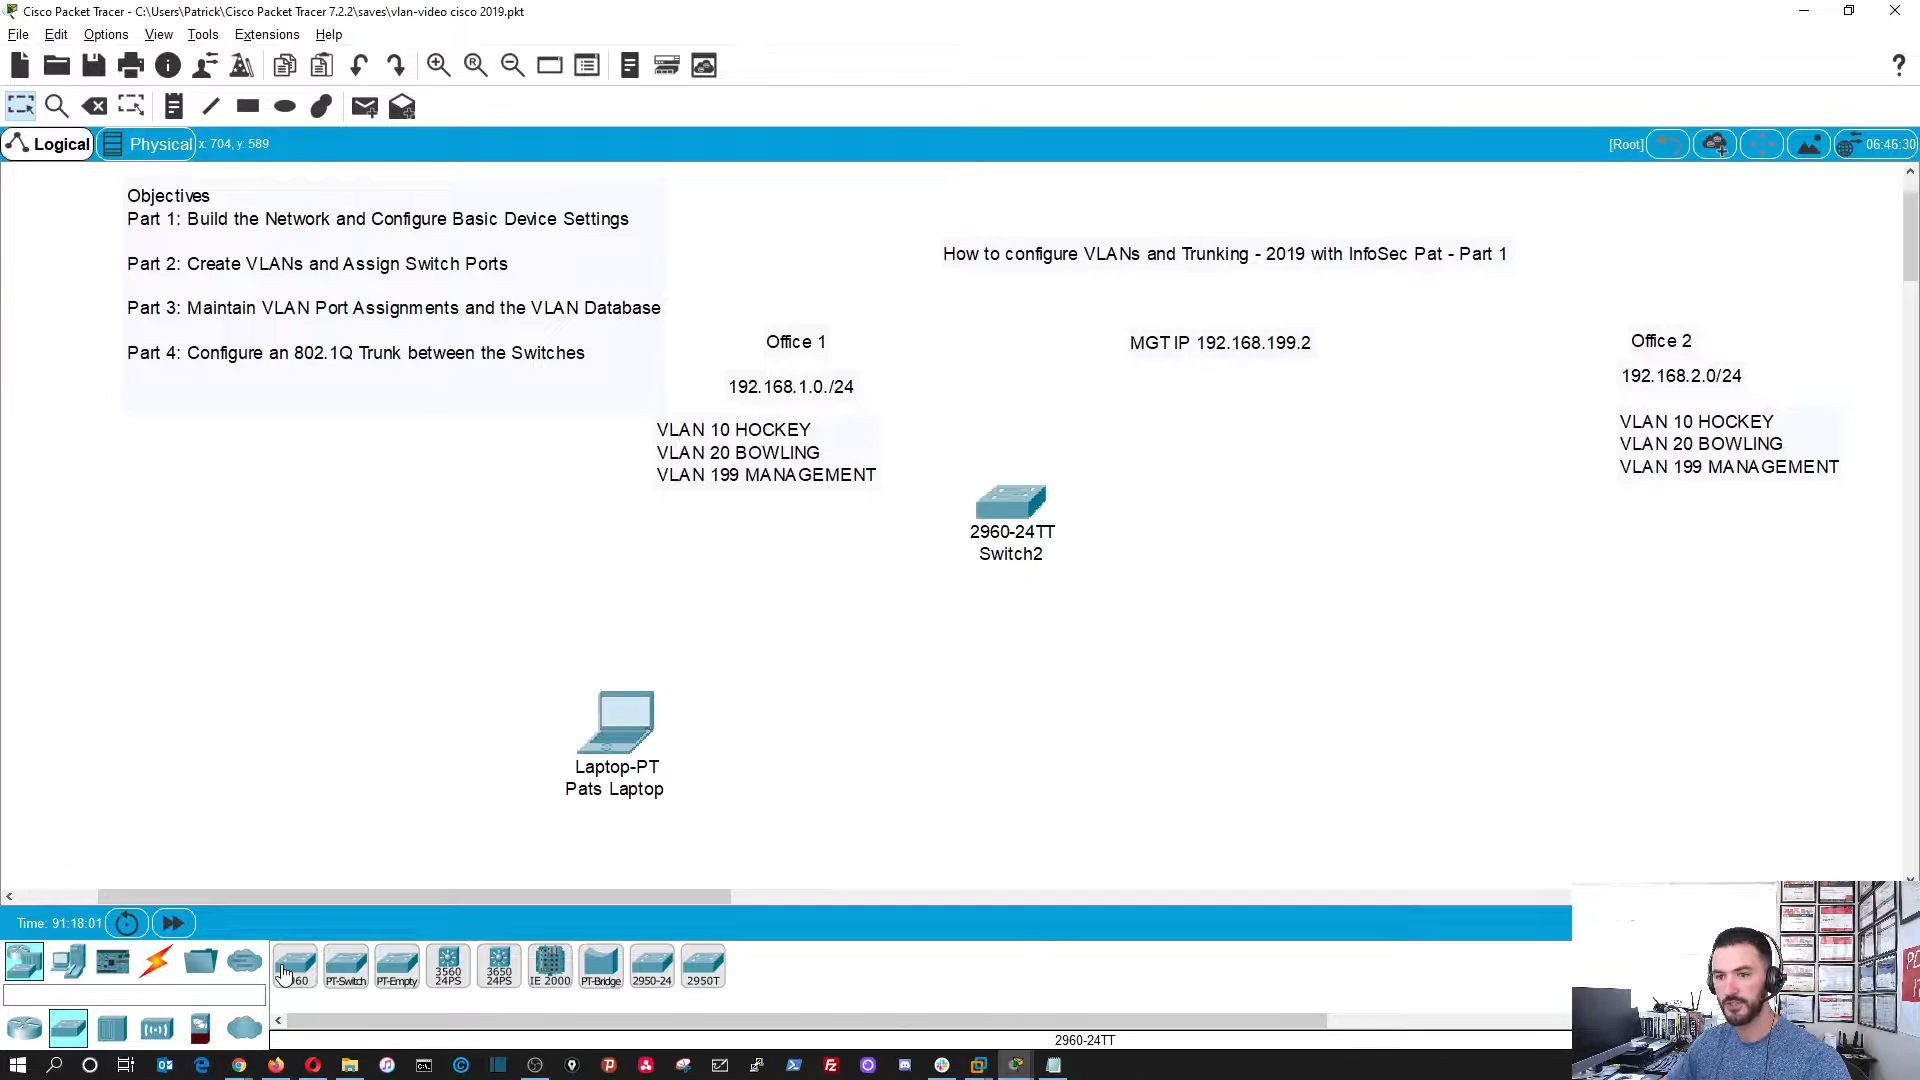 Cisco Packet Tracer - C:\Users\Patrick\Cisco Packet Tracer 7.2.2\saves\vlan-video cisco 2019.pkt
File Edit Options View Tools Extensions Help
Logical Physical x: 704, y: 589 [Root] 06:46:30
Objectives
Part 1: Build the Network and Configure Basic Device Settings
Part 2: Create VLANs and Assign Switch Ports
Part 3: Maintain VLAN Port Assignments and the VLAN Database
Part 4: Configure an 802.1Q Trunk between the Switches
How to configure VLANs and Trunking - 2019 with InfoSec Pat - Part 1
Office 1
192.168.1.0./24
VLAN 10 HOCKEY
VLAN 20 BOWLING
VLAN 199 MANAGEMENT
MGT IP 192.168.199.2
Office 2
192.168.2.0/24
VLAN 10 HOCKEY
VLAN 20 BOWLING
VLAN 199 MANAGEMENT
2960-24TT
Switch2
Laptop-PT
Pats Laptop
Time: 91:18:01
PT-Switch PT-Empty 3560 24PS 3650 24PS IE 2000 PT-Bridge 2950-24 2950T
2960-24TT